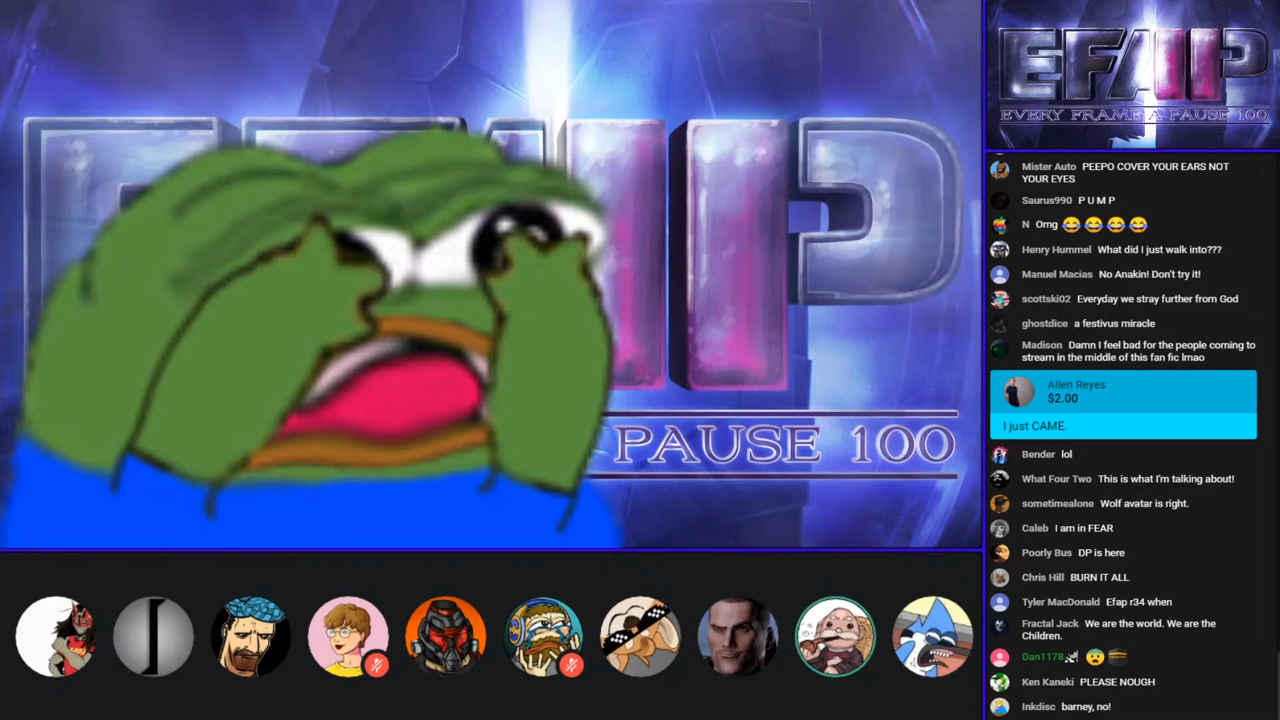 PAUSE 100
EFAIIP
EVERY FRAME A PAUSE 100
Mister Auto PEEPO COVER YOUR EARS NOT
YOUR EYES
Saurus990 P U M P
N Omg 😂 😂 😂 😂
Henry Hummel What did I just walk into???
Manuel Macias No Anakin! Don't try it!
scottski02 Everyday we stray further from God
ghostdice a festivus miracle
Madison Damn I feel bad for the people coming to
stream in the middle of this fan fic lmao
Allen Reyes
$2.00
I just CAME.
Bender lol
What Four Two This is what I'm talking about!
sometimealone Wolf avatar is right.
Caleb I am in FEAR
Poorly Bus DP is here
Chris Hill BURN IT ALL
Tyler MacDonald Efap r34 when
Fractal Jack We are the world. We are the
Children.
Dan1178 😨
Ken Kaneki PLEASE NOUGH
Inkdisc barney, no!